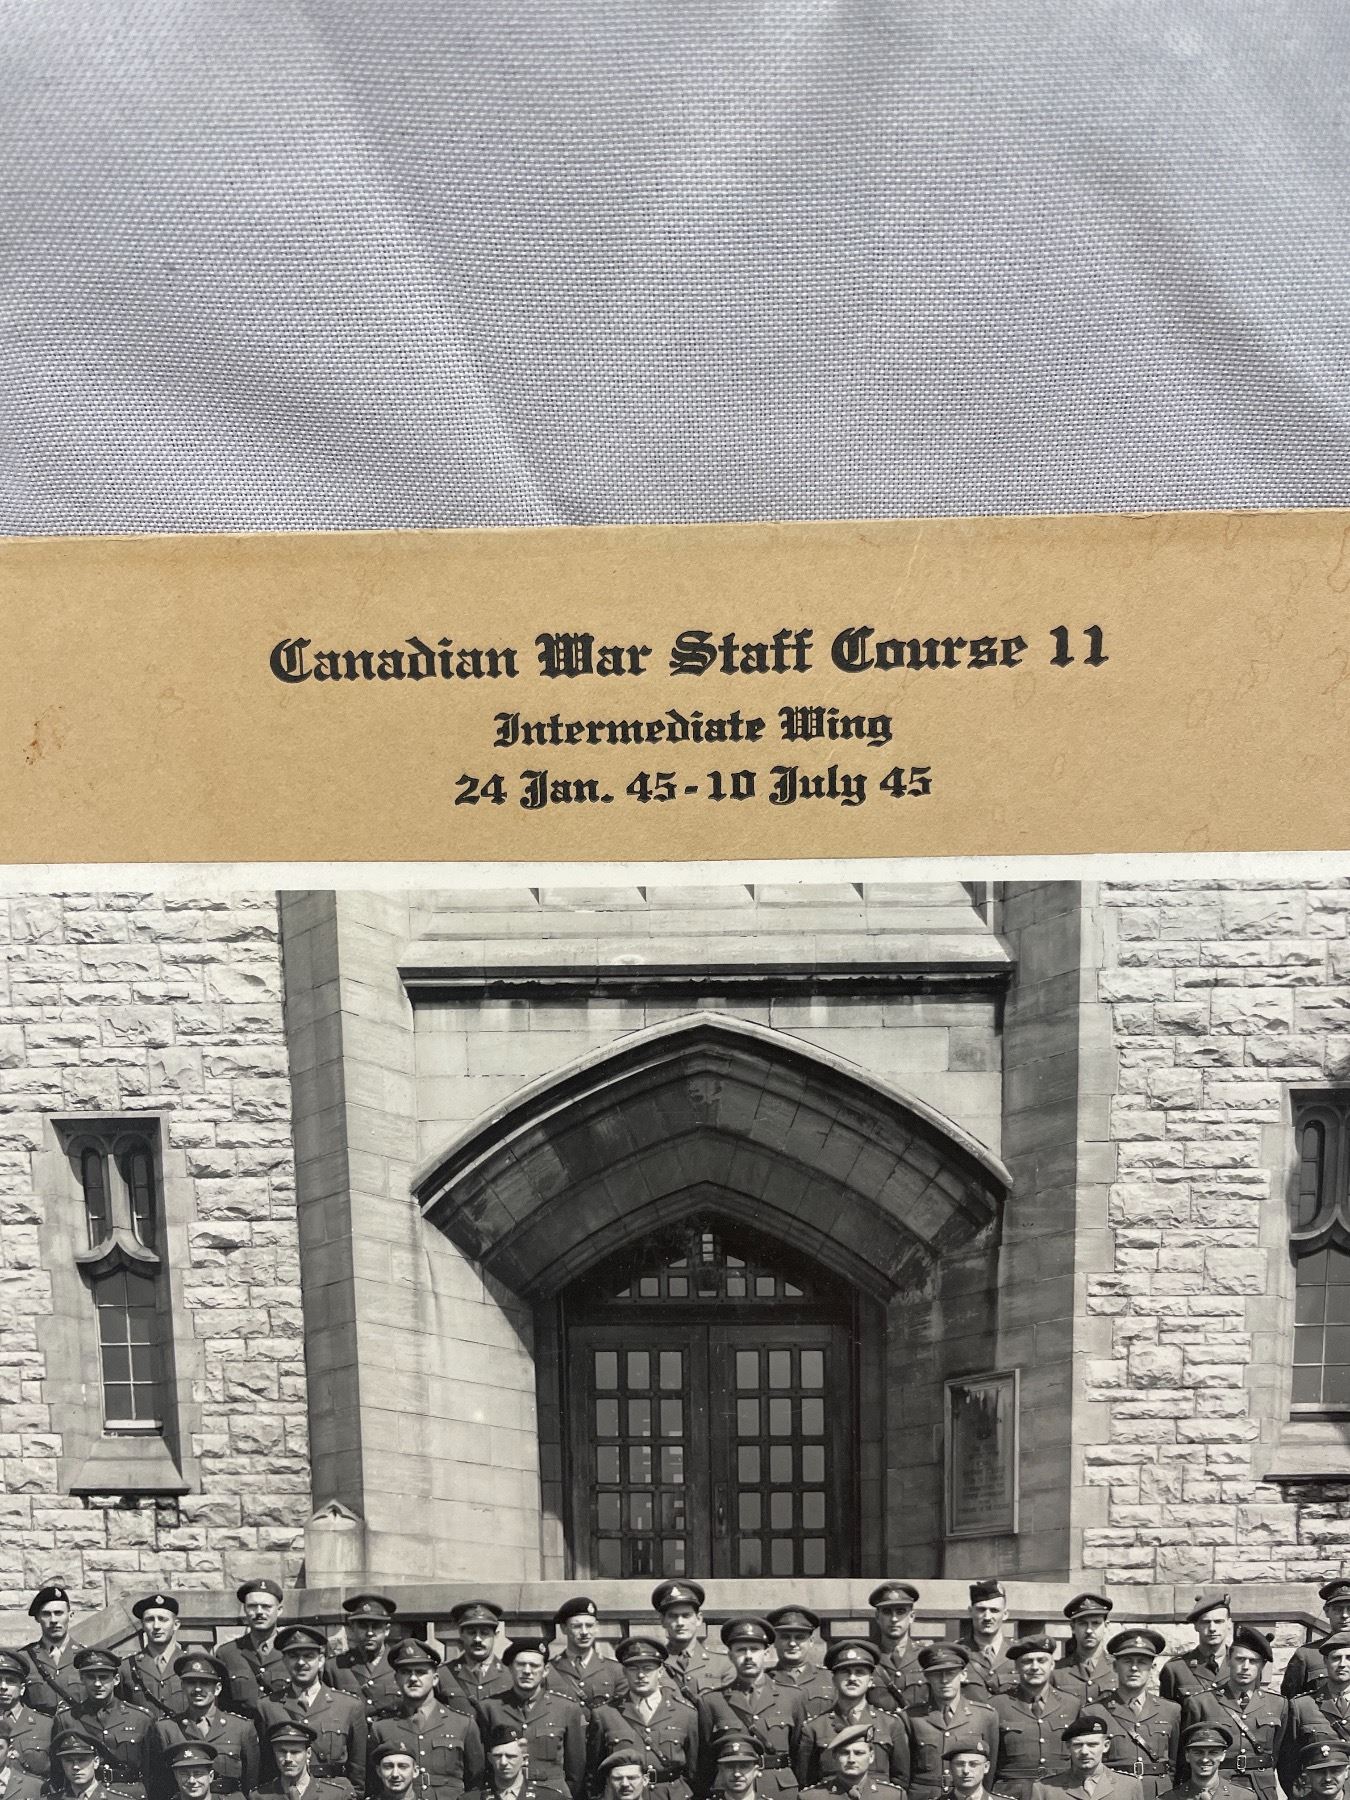 Canadian War Staff Course 11
Intermediate Wing
24 Jan. 45-10 July 45